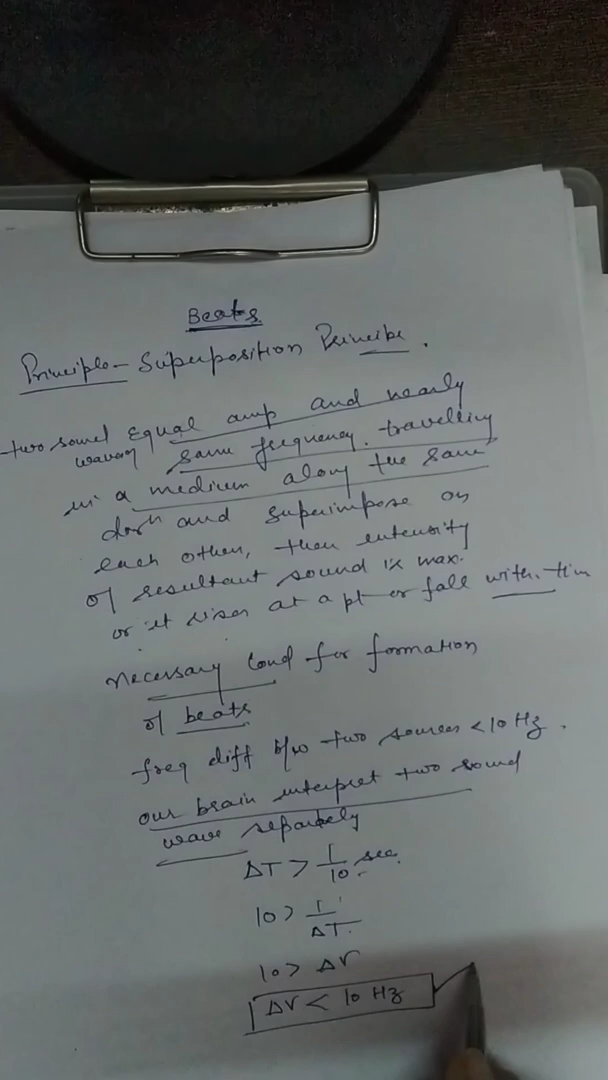 Beats
Principle - Superposition Principle.
two sound Equal amp and nearly
waves same frequency. travelling
in a medium along the same
dirⁿ and superimpose on
each other, then intensity
of resultant sound is max.
or it rises at a pt or fall with time
necessary cond for formation
of beats
freq diff b/w two sources < 10 Hz.
our brain interpret two sound
wave separately
ΔT > 1/10 sec.
10 > 1/ΔT.
10 > Δν
Δν < 10 Hz